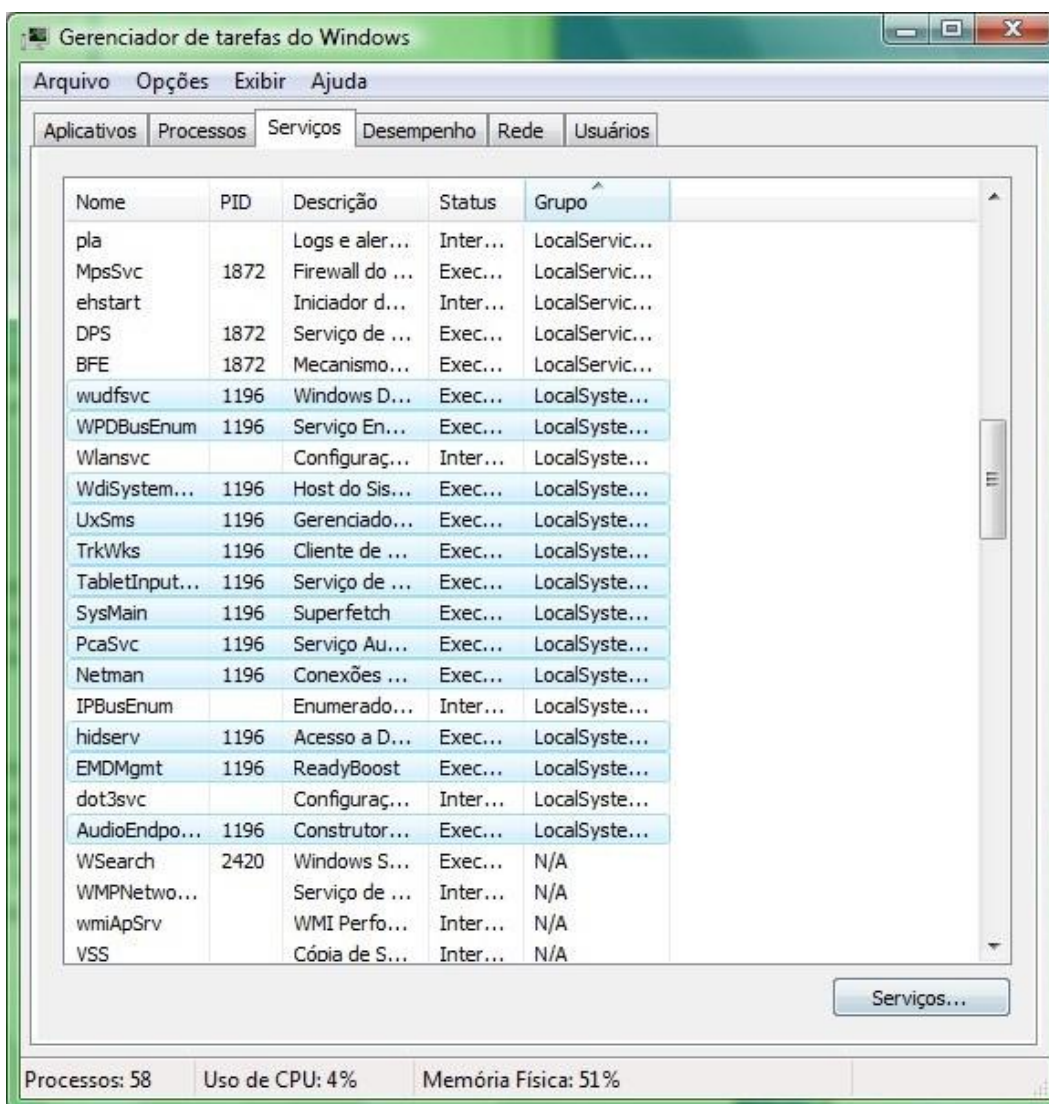 Gerenciador de tarefas do Windows
Arquivo Opções Exibir Ajuda
Aplicativos Processos Serviços Desempenho Rede Usuários
Nome PID Descrição Status Grupo
pla Logs e aler... Inter... LocalServic...
MpsSvc 1872 Firewall do ... Exec... LocalServic...
ehstart Iniciador d... Inter... LocalServic...
DPS 1872 Serviço de ... Exec... LocalServic...
BFE 1872 Mecanismo... Exec... LocalServic...
wudfsvc 1196 Windows D... Exec... LocalSyste...
WPDBusEnum 1196 Serviço En... Exec... LocalSyste...
Wlansvc Configuraç... Inter... LocalSyste...
WdiSystem... 1196 Host do Sis... Exec... LocalSyste...
UxSms 1196 Gerenciado... Exec... LocalSyste...
TrkWks 1196 Cliente de ... Exec... LocalSyste...
TabletInput... 1196 Serviço de ... Exec... LocalSyste...
SysMain 1196 Superfetch Exec... LocalSyste...
PcaSvc 1196 Serviço Au... Exec... LocalSyste...
Netman 1196 Conexões ... Exec... LocalSyste...
IPBusEnum Enumerado... Inter... LocalSyste...
hidserv 1196 Acesso a D... Exec... LocalSyste...
EMDMgmt 1196 ReadyBoost Exec... LocalSyste...
dot3svc Configuraç... Inter... LocalSyste...
AudioEndpo... 1196 Construtor... Exec... LocalSyste...
WSearch 2420 Windows S... Exec... N/A
WMPNetwo... Serviço de ... Inter... N/A
wmiApSrv WMI Perfo... Inter... N/A
VSS Cópia de S... Inter... N/A
Serviços...
Processos: 58 Uso de CPU: 4% Memória Física: 51%